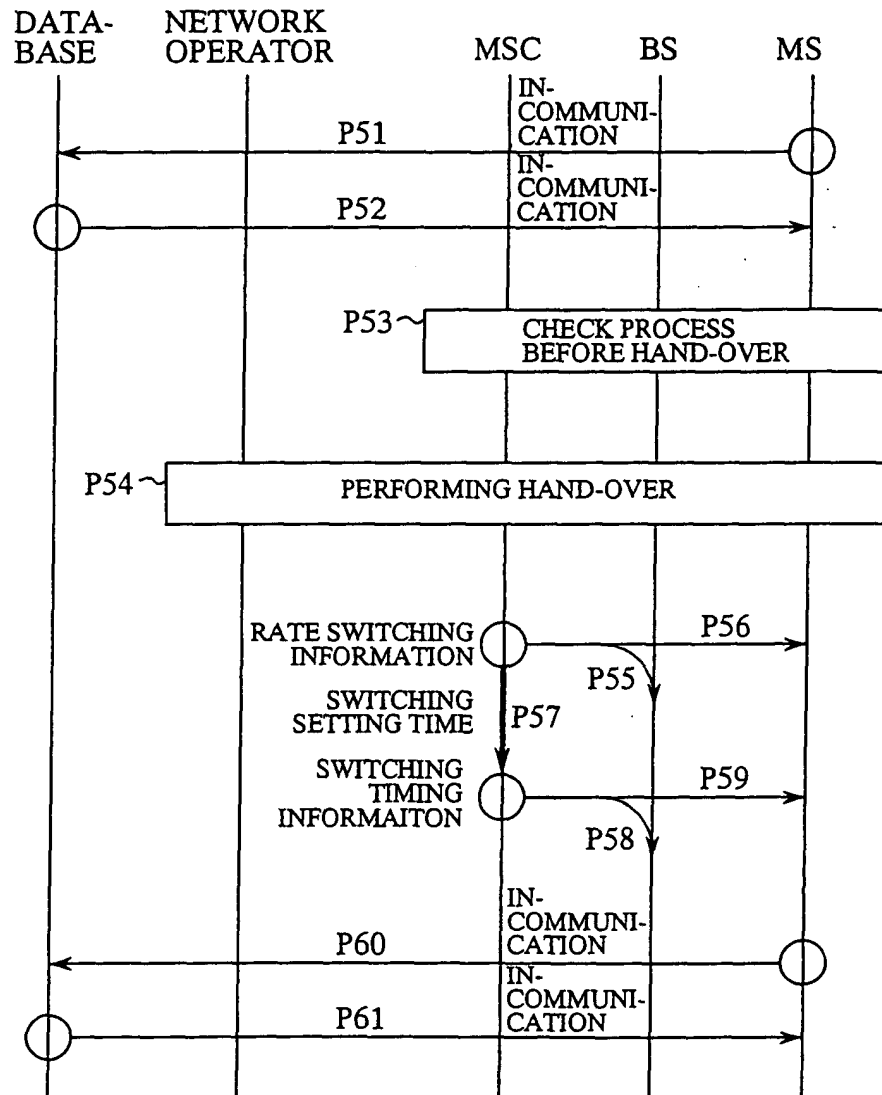 DATA-
BASE
NETWORK
OPERATOR
MSC
BS
MS
IN-
COMMUNI-
CATION
P51
IN-
COMMUNI-
CATION
P52
P53
CHECK PROCESS
BEFORE HAND-OVER
P54
PERFORMING HAND-OVER
RATE SWITCHING
INFORMATION
P56
P55
SWITCHING
SETTING TIME
P57
SWITCHING
TIMING
INFORMAITON
P59
P58
IN-
COMMUNI-
CATION
P60
IN-
COMMUNI-
CATION
P61